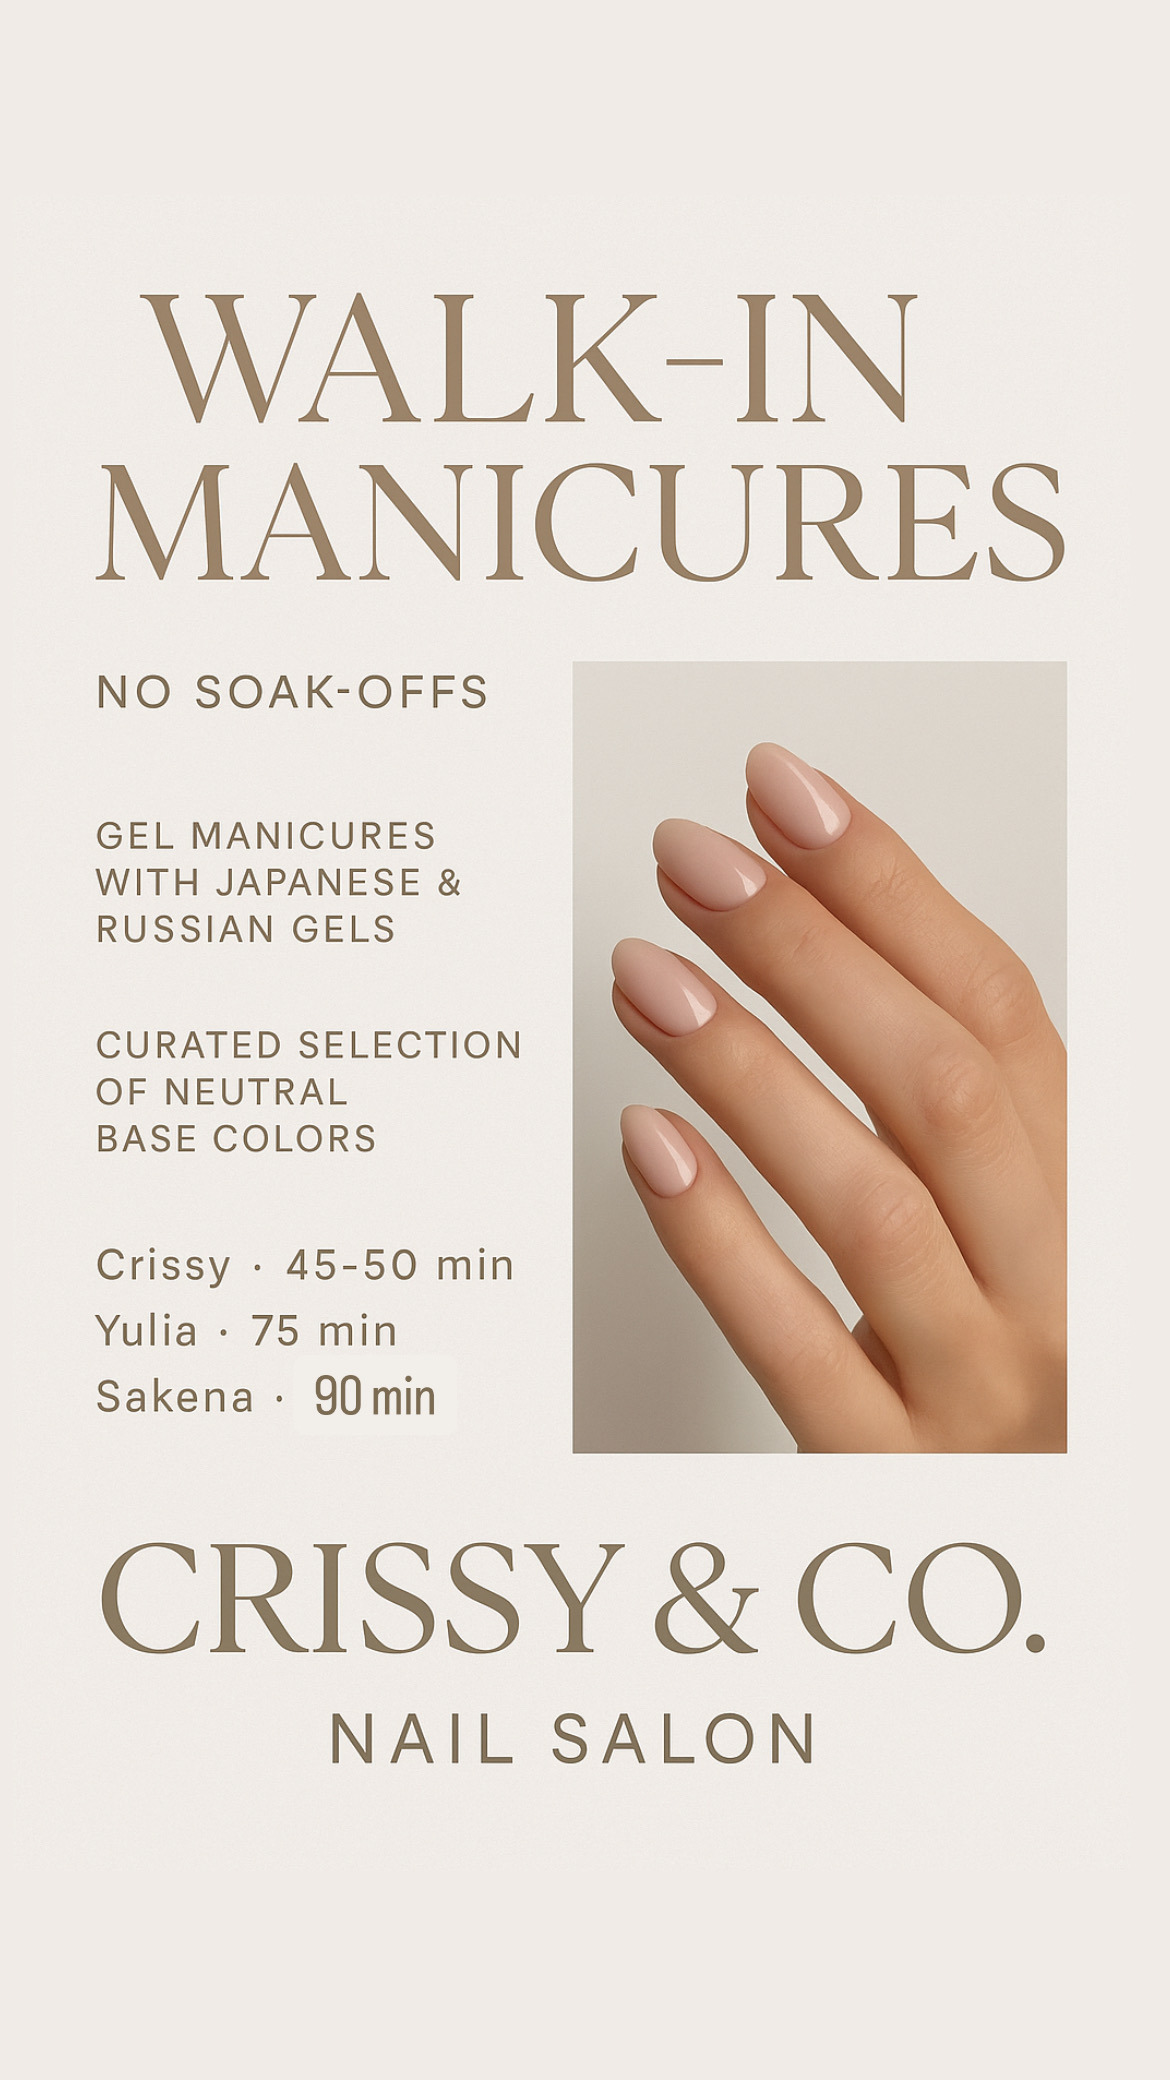 WALK-IN
MANICURES
NO SOAK-OFFS
GEL MANICURES
WITH JAPANESE &
RUSSIAN GELS
CURATED SELECTION
OF NEUTRAL
BASE COLORS
Crissy · 45-50 min
Yulia · 75 min
Sakena · 90 min
CRISSY & CO.
NAIL SALON